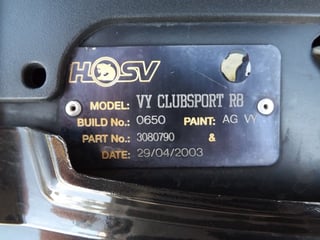 HSV
MODEL: VY CLUBSPORT R8
BUILD No.: 0650 PAINT: AG VY
PART No.: 3080790 &
DATE: 29/04/2003